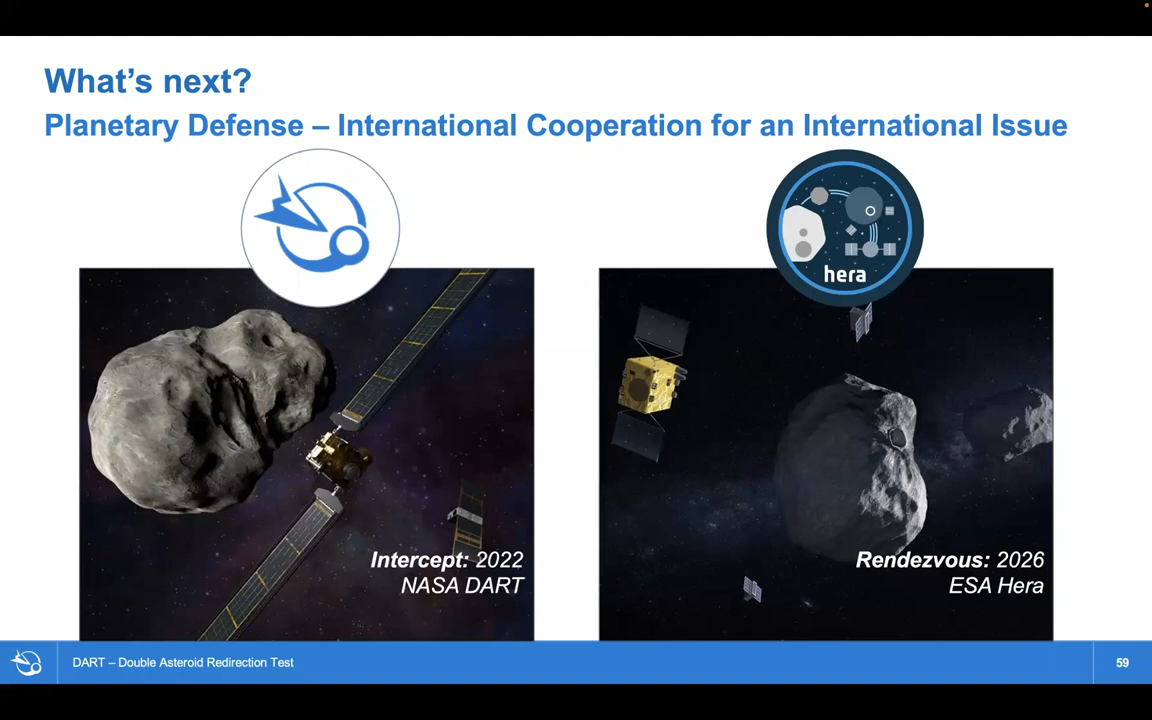 What’s next?
Planetary Defense – International Cooperation for an International Issue
hera
Intercept: 2022
NASA DART
Rendezvous: 2026
ESA Hera
DART – Double Asteroid Redirection Test
59